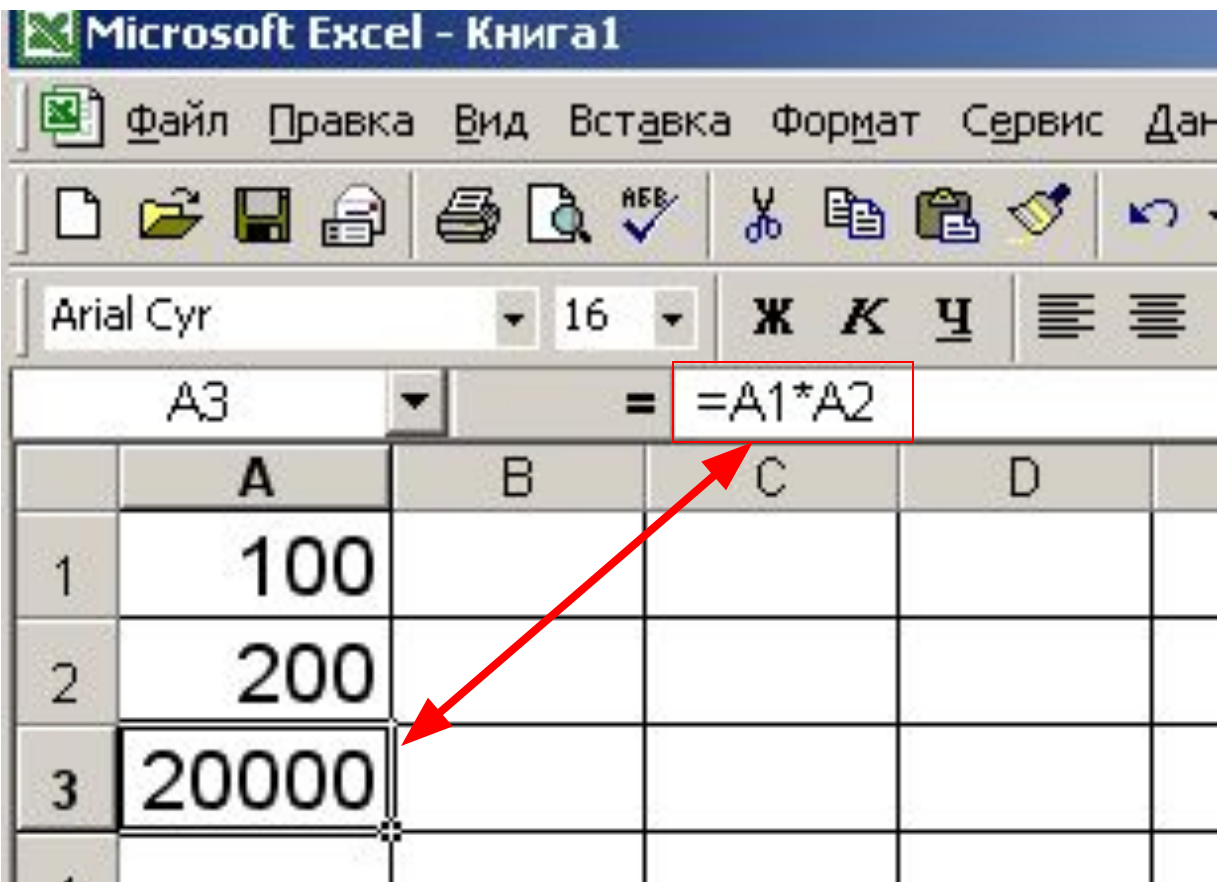 Microsoft Excel - Книга1
Файл Правка Вид Вставка Формат Сервис Дан
АБВ
Arial Cyr 16 Ж К Ч
A3 = =A1*A2
A B C D
1 100
2 200
3 20000